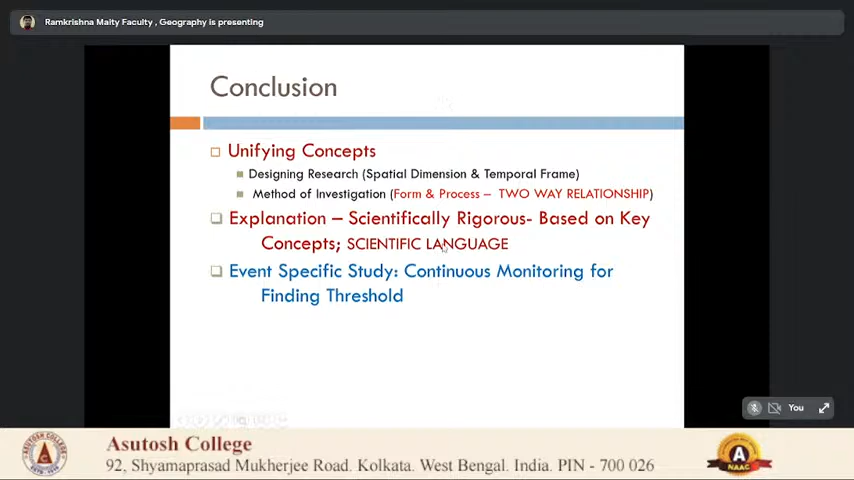 Ramkrishna Maity Faculty , Geography is presenting
Conclusion
Unifying Concepts
Designing Research (Spatial Dimension & Temporal Frame)
Method of Investigation (Form & Process – TWO WAY RELATIONSHIP)
Explanation – Scientifically Rigorous- Based on Key
Concepts; SCIENTIFIC LANGUAGE
Event Specific Study: Continuous Monitoring for
Finding Threshold
You
Asutosh College
92, Shyamaprasad Mukherjee Road. Kolkata. West Bengal. India. PIN - 700 026
A
NAAC